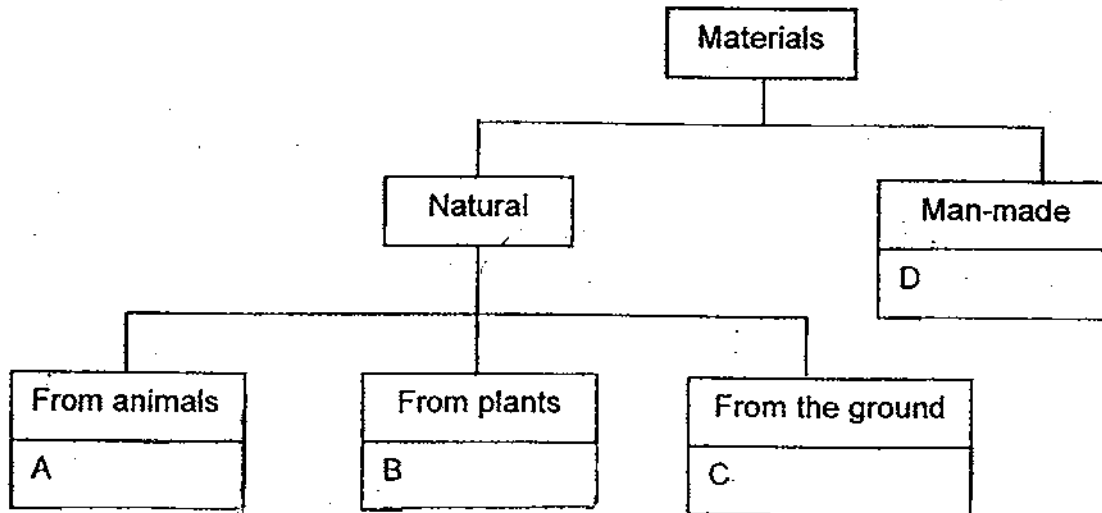 Materials
Natural
Man-made
D
From animals
From plants
From the ground
A
B
C